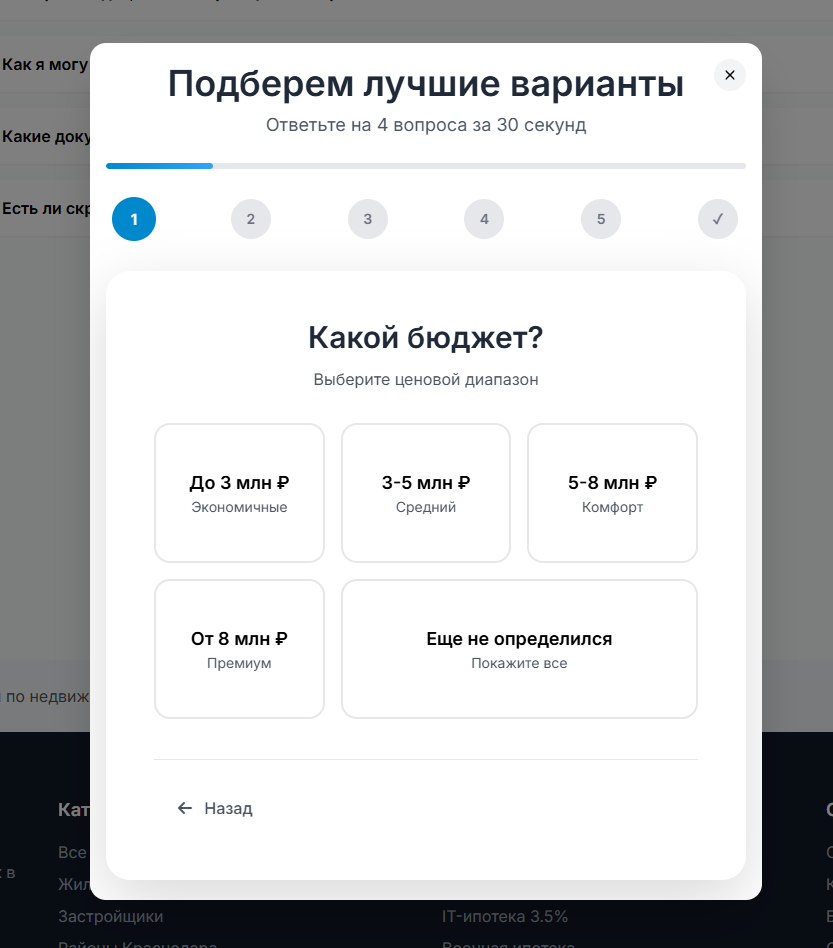 Как я могу
Какие доку
Есть ли скр
Подберем лучшие варианты
Ответьте на 4 вопроса за 30 секунд
1
2
3
4
5
✓
Какой бюджет?
Выберите ценовой диапазон
До 3 млн ₽
Экономичные
3-5 млн ₽
Средний
5-8 млн ₽
Комфорт
От 8 млн ₽
Премиум
Еще не определился
Покажите все
← Назад
по недвиж
Кат
Все
в
Жил
Застройщики
IT-ипотека 3.5%
Районы Краснодара
Военная ипотека